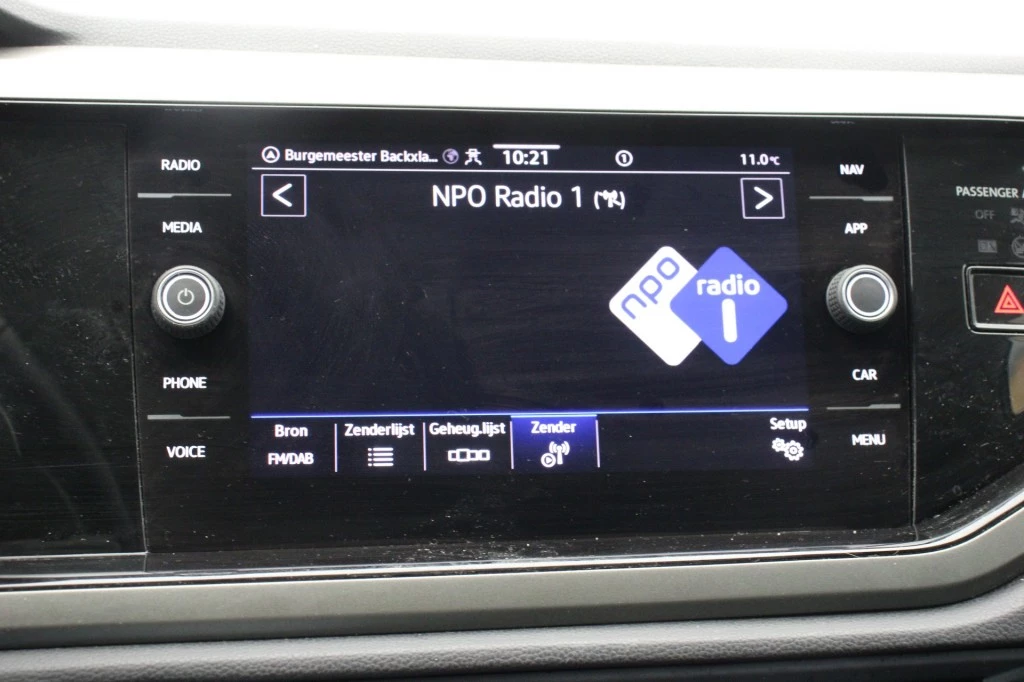 RADIO
MEDIA
PHONE
VOICE
Burgemeester Backxla... 10:21 1 11.0°C
< NPO Radio 1 >
npo radio 1
Bron
FM/DAB
Zenderlijst
Geheug.lijst
Zender
Setup
NAV
APP
CAR
MENU
PASSENGER
OFF